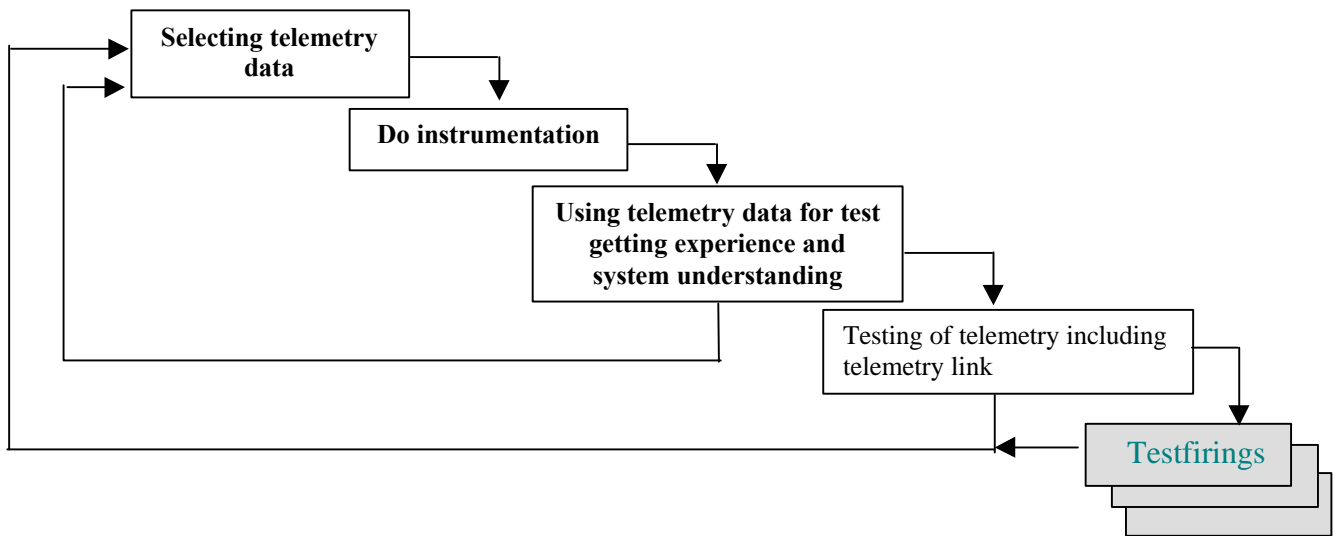 Selecting telemetry
data
Do instrumentation
Using telemetry data for test
getting experience and
system understanding
Testing of telemetry including
telemetry link
Testfirings